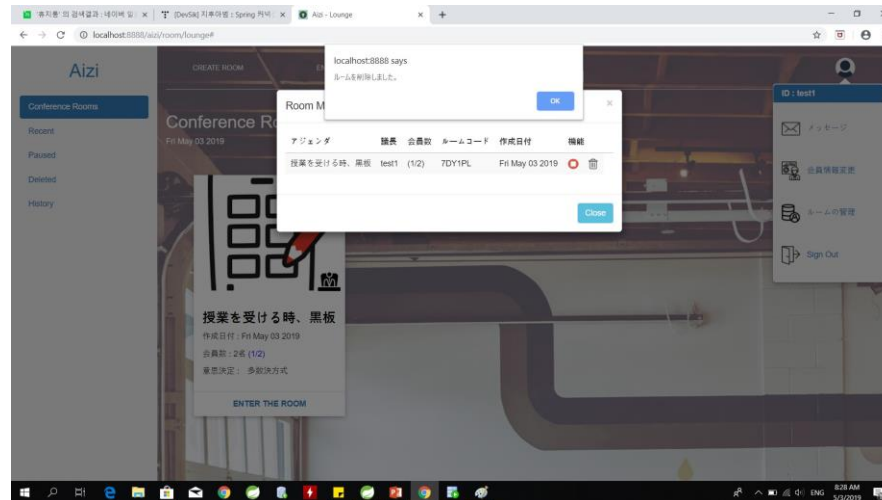 '휴지통' 의 검색결과 : 네이버
[DevSik] 지후아빠 : Spring 커넥
Aizi - Lounge
localhost:8888/aizi/room/lounge#
Aizi
CREATE ROOM
localhost:8888 says
ルームを削除しました。
OK
Conference Rooms
Recent
Paused
Deleted
History
Conference Ro
Fri May 03 2019
Room M
アジェンダ 議長 会員数 ルームコード 作成日付 機能
授業を受ける時、黒板 test1 (1/2) 7DY1PL Fri May 03 2019
Close
ID : test1
メッセージ
会員情報変更
ルームの管理
Sign Out
授業を受ける時、黒板
作成日付 : Fri May 03 2019
会員数 : 2名 (1/2)
意思決定 : 多数決方式
ENTER THE ROOM
ENG
8:28 AM
5/3/2019